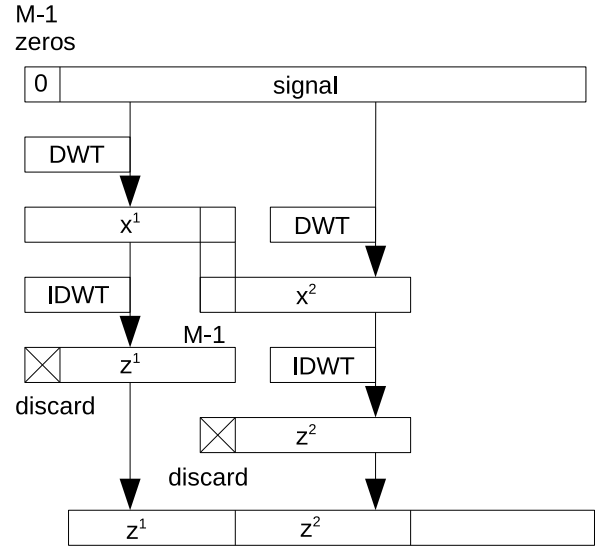 M-1
zeros
0 signal
DWT
x¹ DWT
IDWT x²
M-1
z¹ IDWT
discard
z²
discard
z¹ z²